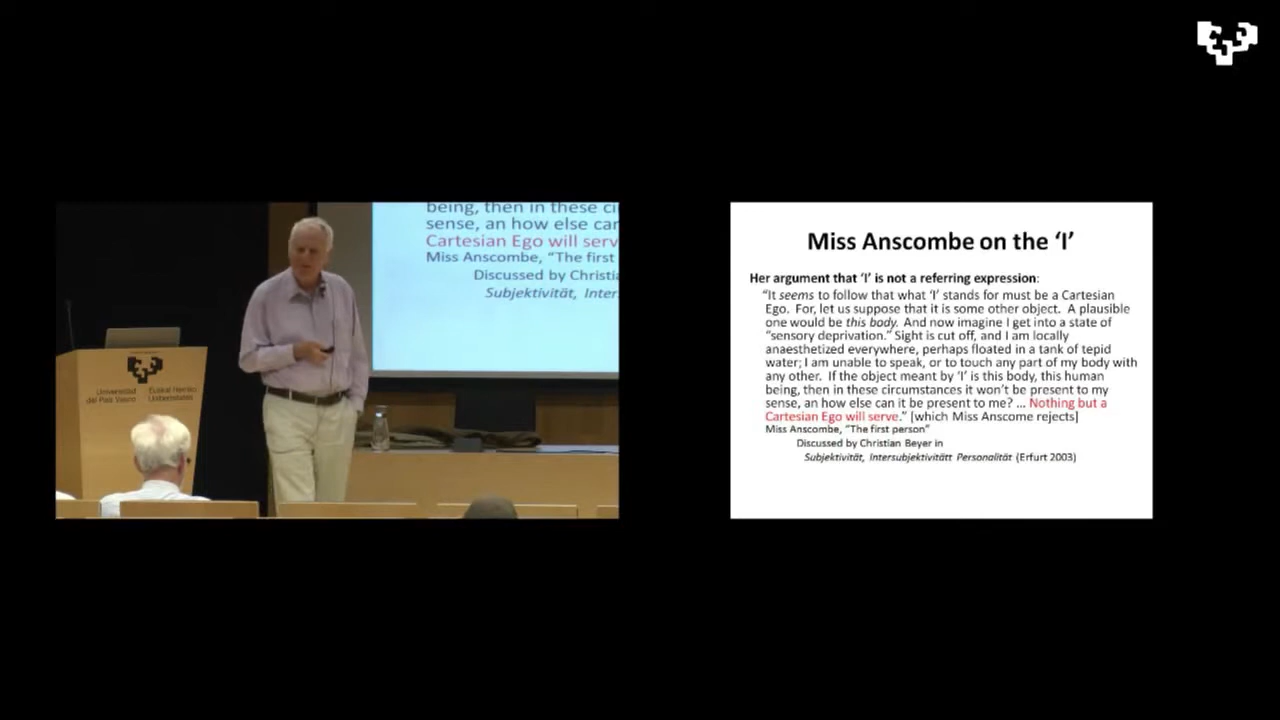 being, then in these ci
sense, an how else car
Cartesian Ego will serv
Miss Anscombe, "The first
Discussed by Christia
Subjektivität, Inter
Universidad
del País Vasco
Euskal Herriko
Unibertsitatea
Miss Anscombe on the ‘I’
Her argument that ‘I’ is not a referring expression:
“It seems to follow that what ‘I’ stands for must be a Cartesian
Ego. For, let us suppose that it is some other object. A plausible
one would be this body. And now imagine I get into a state of
“sensory deprivation.” Sight is cut off, and I am locally
anaesthetized everywhere, perhaps floated in a tank of tepid
water; I am unable to speak, or to touch any part of my body with
any other. If the object meant by ‘I’ is this body, this human
being, then in these circumstances it won’t be present to my
sense, an how else can it be present to me? ... Nothing but a
Cartesian Ego will serve.” [which Miss Anscome rejects]
Miss Anscombe, “The first person”
Discussed by Christian Beyer in
Subjektivität, Intersubjektivitätt Personalität (Erfurt 2003)